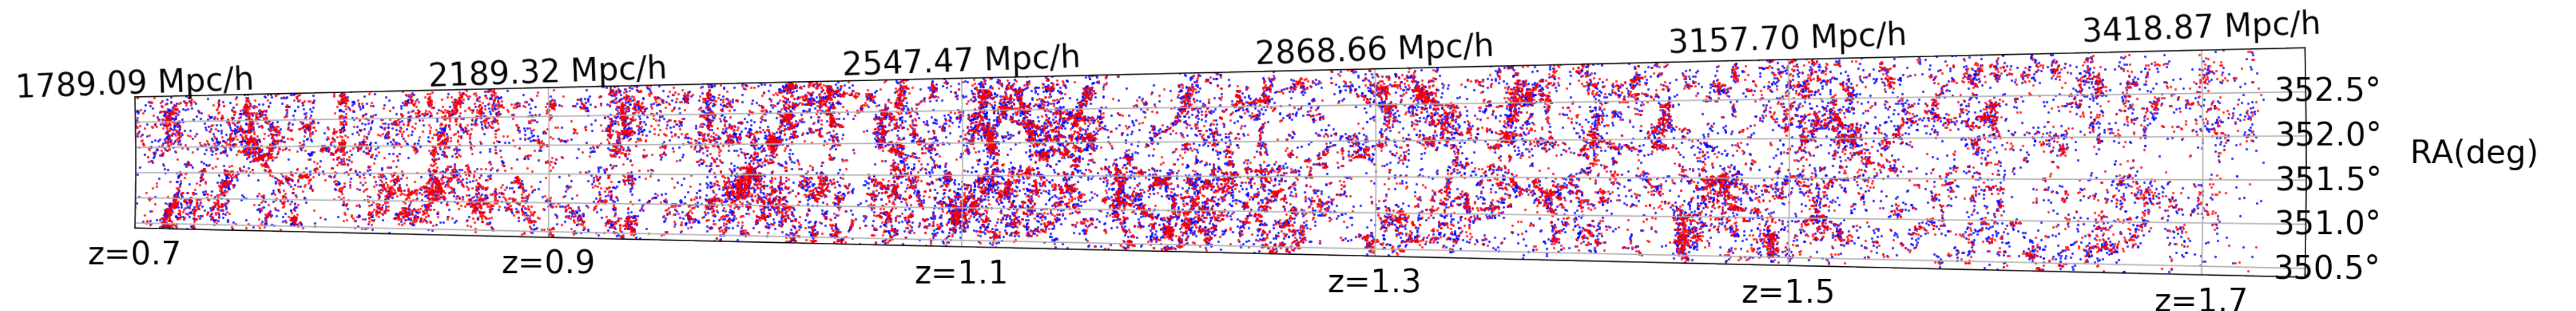 1789.09 Mpc/h
2189.32 Mpc/h
2547.47 Mpc/h
2868.66 Mpc/h
3157.70 Mpc/h
3418.87 Mpc/h
352.5°
352.0°
351.5°
351.0°
350.5°
RA(deg)
z=0.7
z=0.9
z=1.1
z=1.3
z=1.5
z=1.7